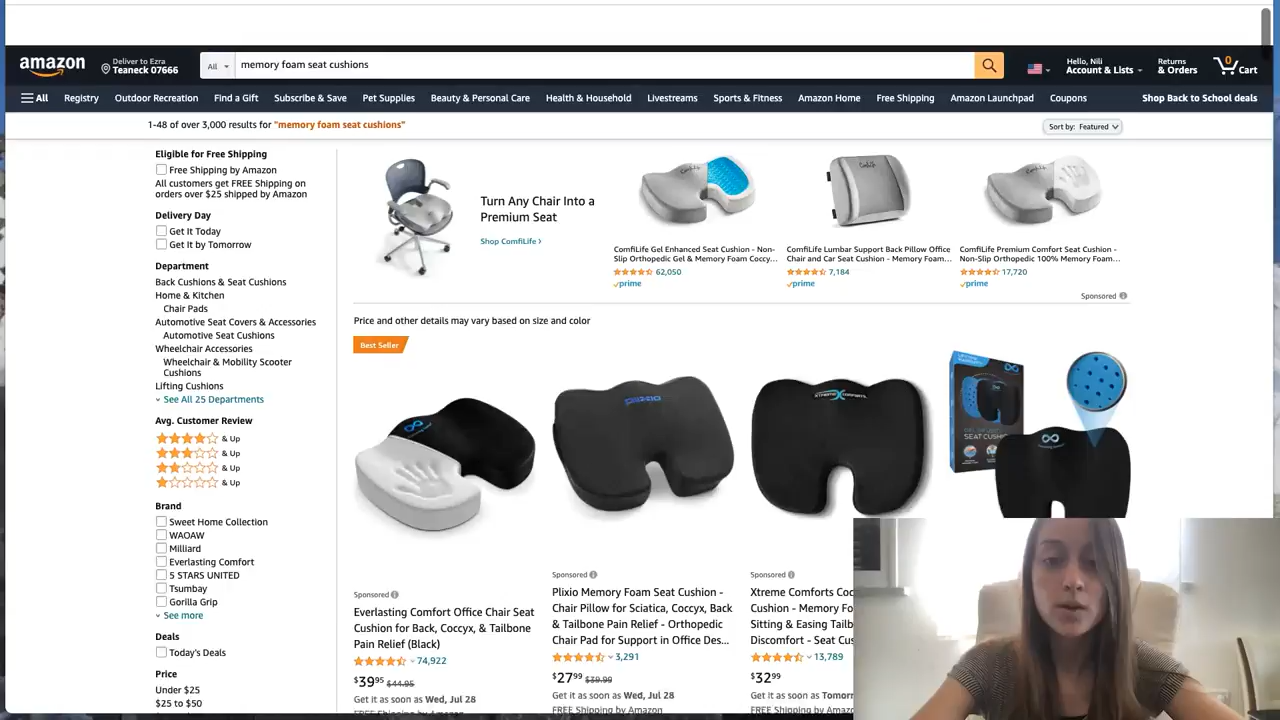 amazon
Deliver to Ezra
Teaneck 07666
All
memory foam seat cushions
Hello, Nili
Account & Lists
Returns
& Orders
0
Cart
All
Registry
Outdoor Recreation
Find a Gift
Subscribe & Save
Pet Supplies
Beauty & Personal Care
Health & Household
Livestreams
Sports & Fitness
Amazon Home
Free Shipping
Amazon Launchpad
Coupons
Shop Back to School deals
1-48 of over 3,000 results for "memory foam seat cushions"
Sort by: Featured
Eligible for Free Shipping
Free Shipping by Amazon
All customers get FREE Shipping on
orders over $25 shipped by Amazon
Delivery Day
Get It Today
Get It by Tomorrow
Department
Back Cushions & Seat Cushions
Home & Kitchen
Chair Pads
Automotive Seat Covers & Accessories
Automotive Seat Cushions
Wheelchair Accessories
Wheelchair & Mobility Scooter
Cushions
Lifting Cushions
See All 25 Departments
Avg. Customer Review
& Up
& Up
& Up
& Up
Brand
Sweet Home Collection
WAOAW
Milliard
Everlasting Comfort
5 STARS UNITED
Tsumbay
Gorilla Grip
See more
Deals
Today's Deals
Price
Under $25
$25 to $50
Turn Any Chair Into a
Premium Seat
Shop ComfiLife ›
ComfiLife Gel Enhanced Seat Cushion - Non-
Slip Orthopedic Gel & Memory Foam Coccy...
62,050
prime
ComfiLife Lumbar Support Back Pillow Office
Chair and Car Seat Cushion - Memory Foam...
7,184
prime
ComfiLife Premium Comfort Seat Cushion -
Non-Slip Orthopedic 100% Memory Foam...
17,720
prime
Sponsored
Price and other details may vary based on size and color
Best Seller
Sponsored
Everlasting Comfort Office Chair Seat
Cushion for Back, Coccyx, & Tailbone
Pain Relief (Black)
74,922
$39.95 $44.95
Get it as soon as Wed, Jul 28
FREE Shipping by Amazon
PLIXIO
Sponsored
Plixio Memory Foam Seat Cushion -
Chair Pillow for Sciatica, Coccyx, Back
& Tailbone Pain Relief - Orthopedic
Chair Pad for Support in Office Des...
3,291
$27.99 $39.99
Get it as soon as Wed, Jul 28
FREE Shipping by Amazon
XTREME COMFORTS
Sponsored
Xtreme Comforts Coc
Cushion - Memory Fo
Sitting & Easing Tailb
Discomfort - Seat Cus
13,789
$32.99
Get it as soon as Tomorr
FREE Shipping by Amazon
SEAT CUSHION